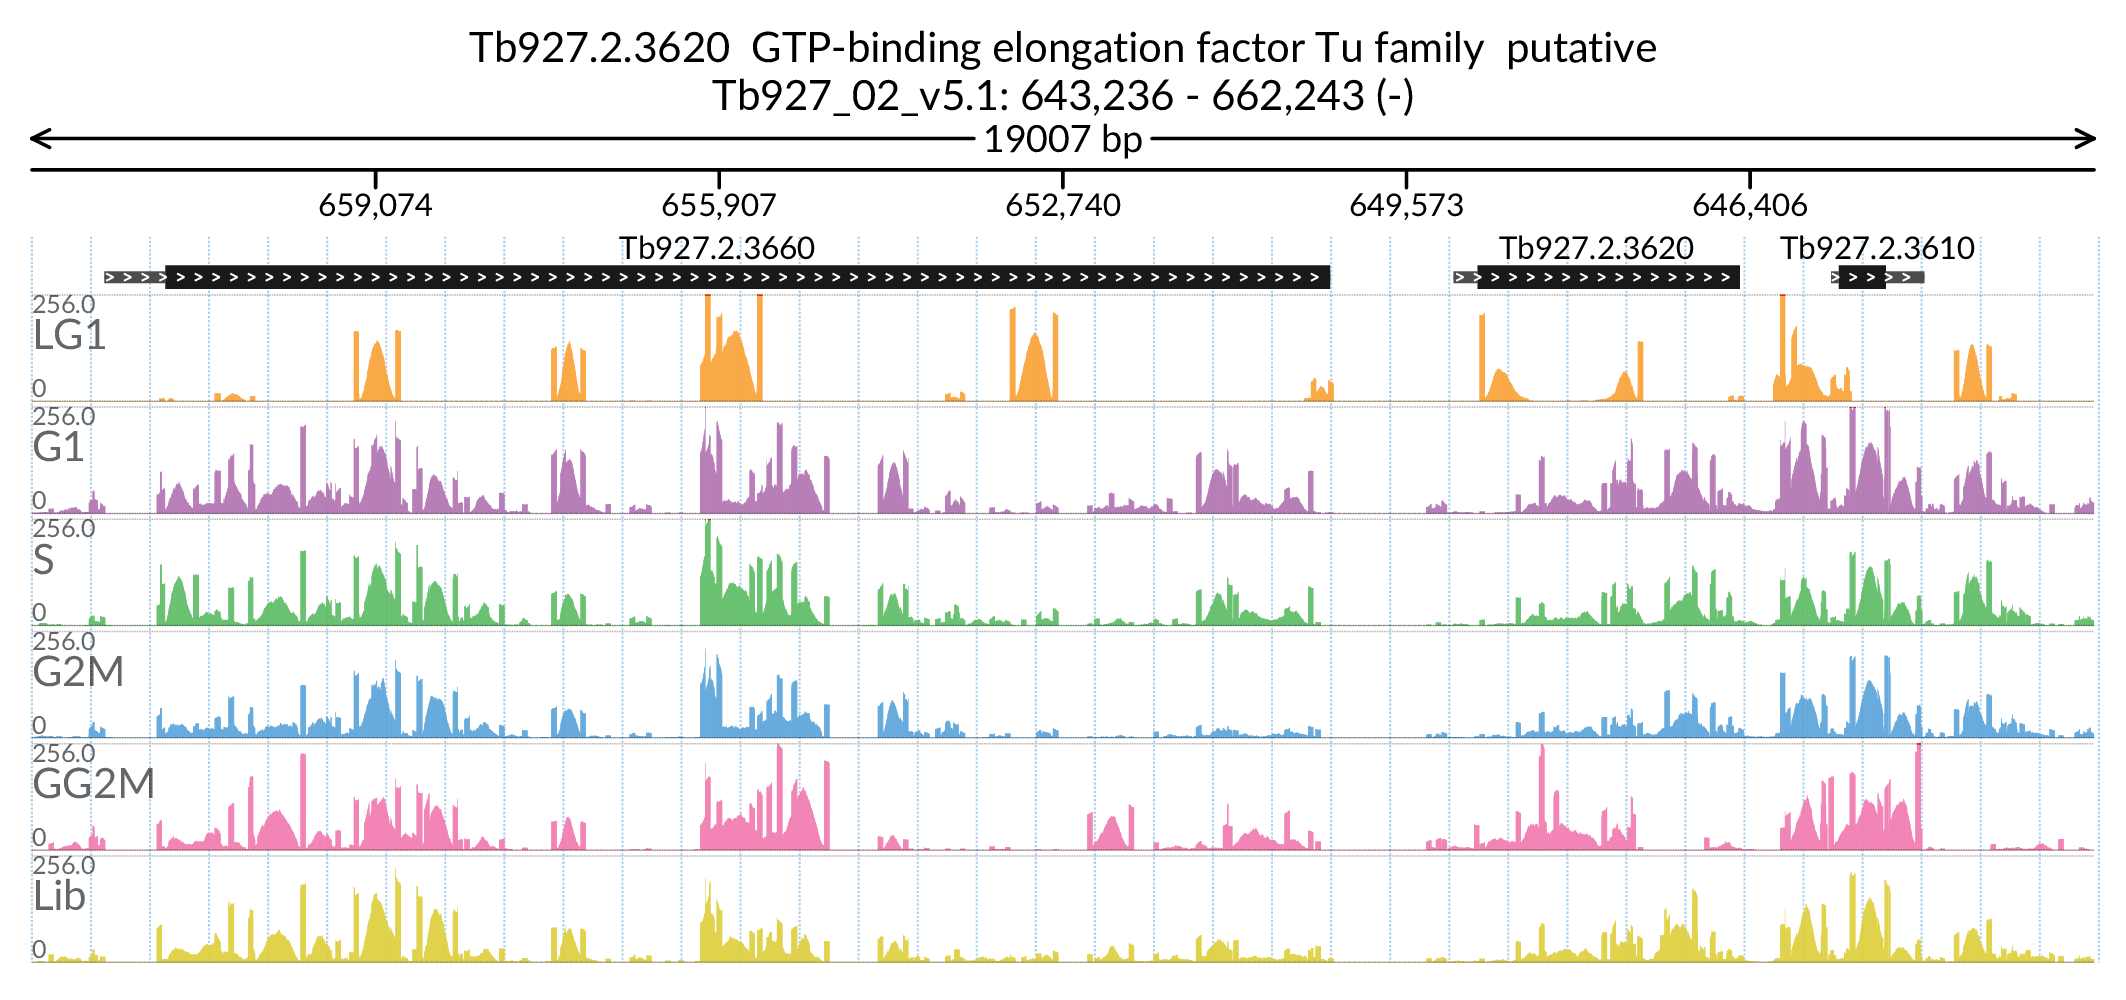 Tb927.2.3620  GTP-binding elongation factor Tu family  putative
Tb927_02_v5.1: 643,236 - 662,243 (-)
19007 bp
659,074 655,907 652,740 649,573 646,406
Tb927.2.3660 Tb927.2.3620 Tb927.2.3610
256.0
LG1
0
256.0
G1
0
256.0
S
0
256.0
G2M
0
256.0
GG2M
0
256.0
Lib
0